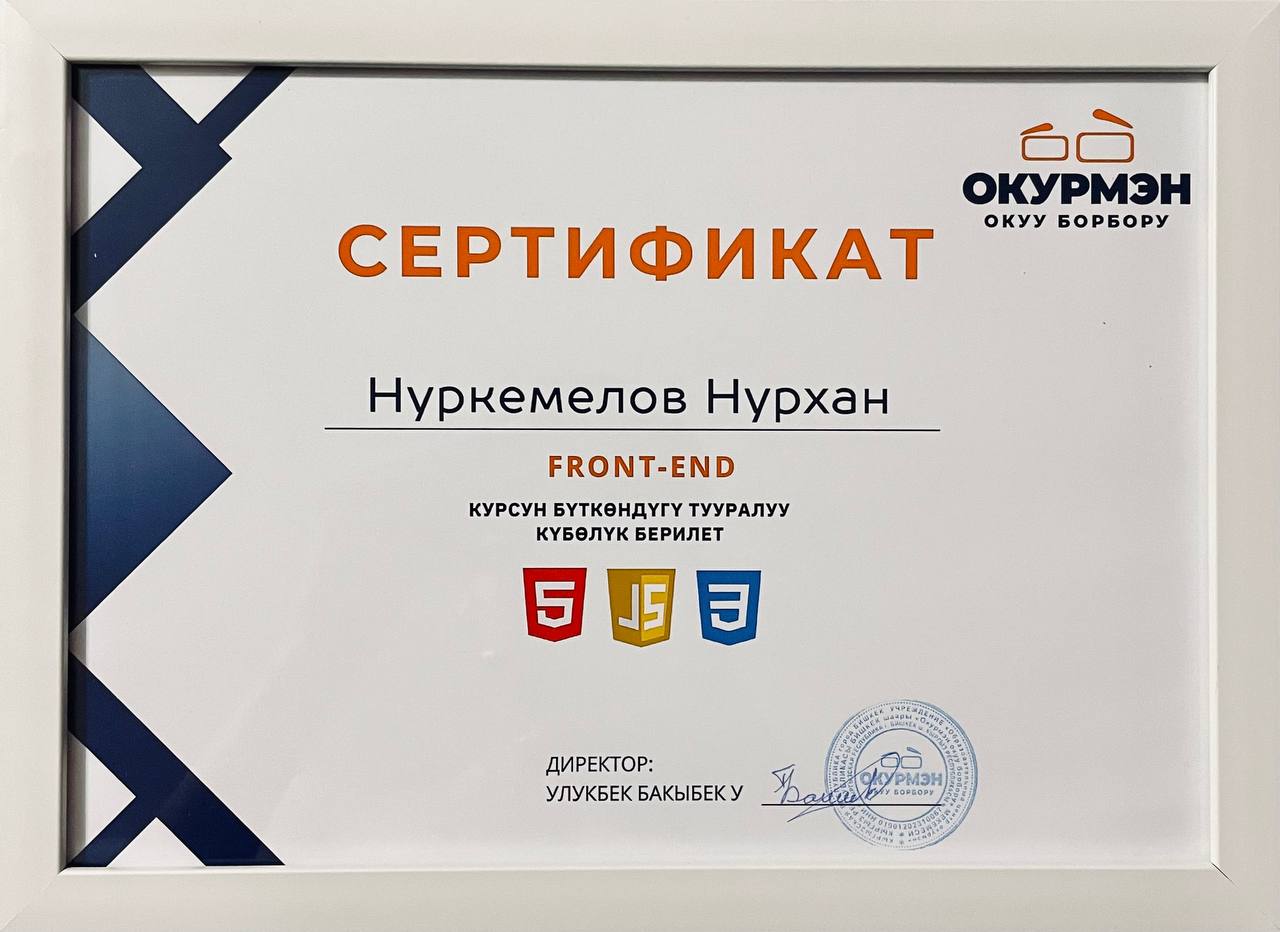 ОКУРМЭН
ОКУУ БОРБОРУ
СЕРТИФИКАТ
Нуркемелов Нурхан
FRONT-END
КУРСУН БҮТКӨНДҮГҮ ТУУРАЛУУ
КҮБӨЛҮК БЕРИЛЕТ
5 JS 3
ДИРЕКТОР:
УЛУКБЕК БАКЫБЕК У
ОКУРМЭН
ОКУУ БОРБОРУ